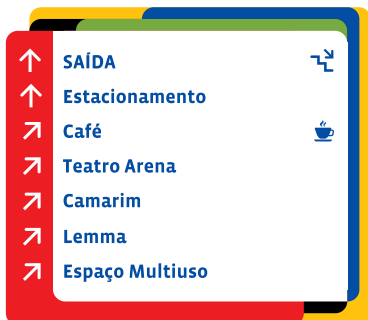 SAÍDA
Estacionamento
Café
Teatro Arena
Camarim
Lemma
Espaço Multiuso